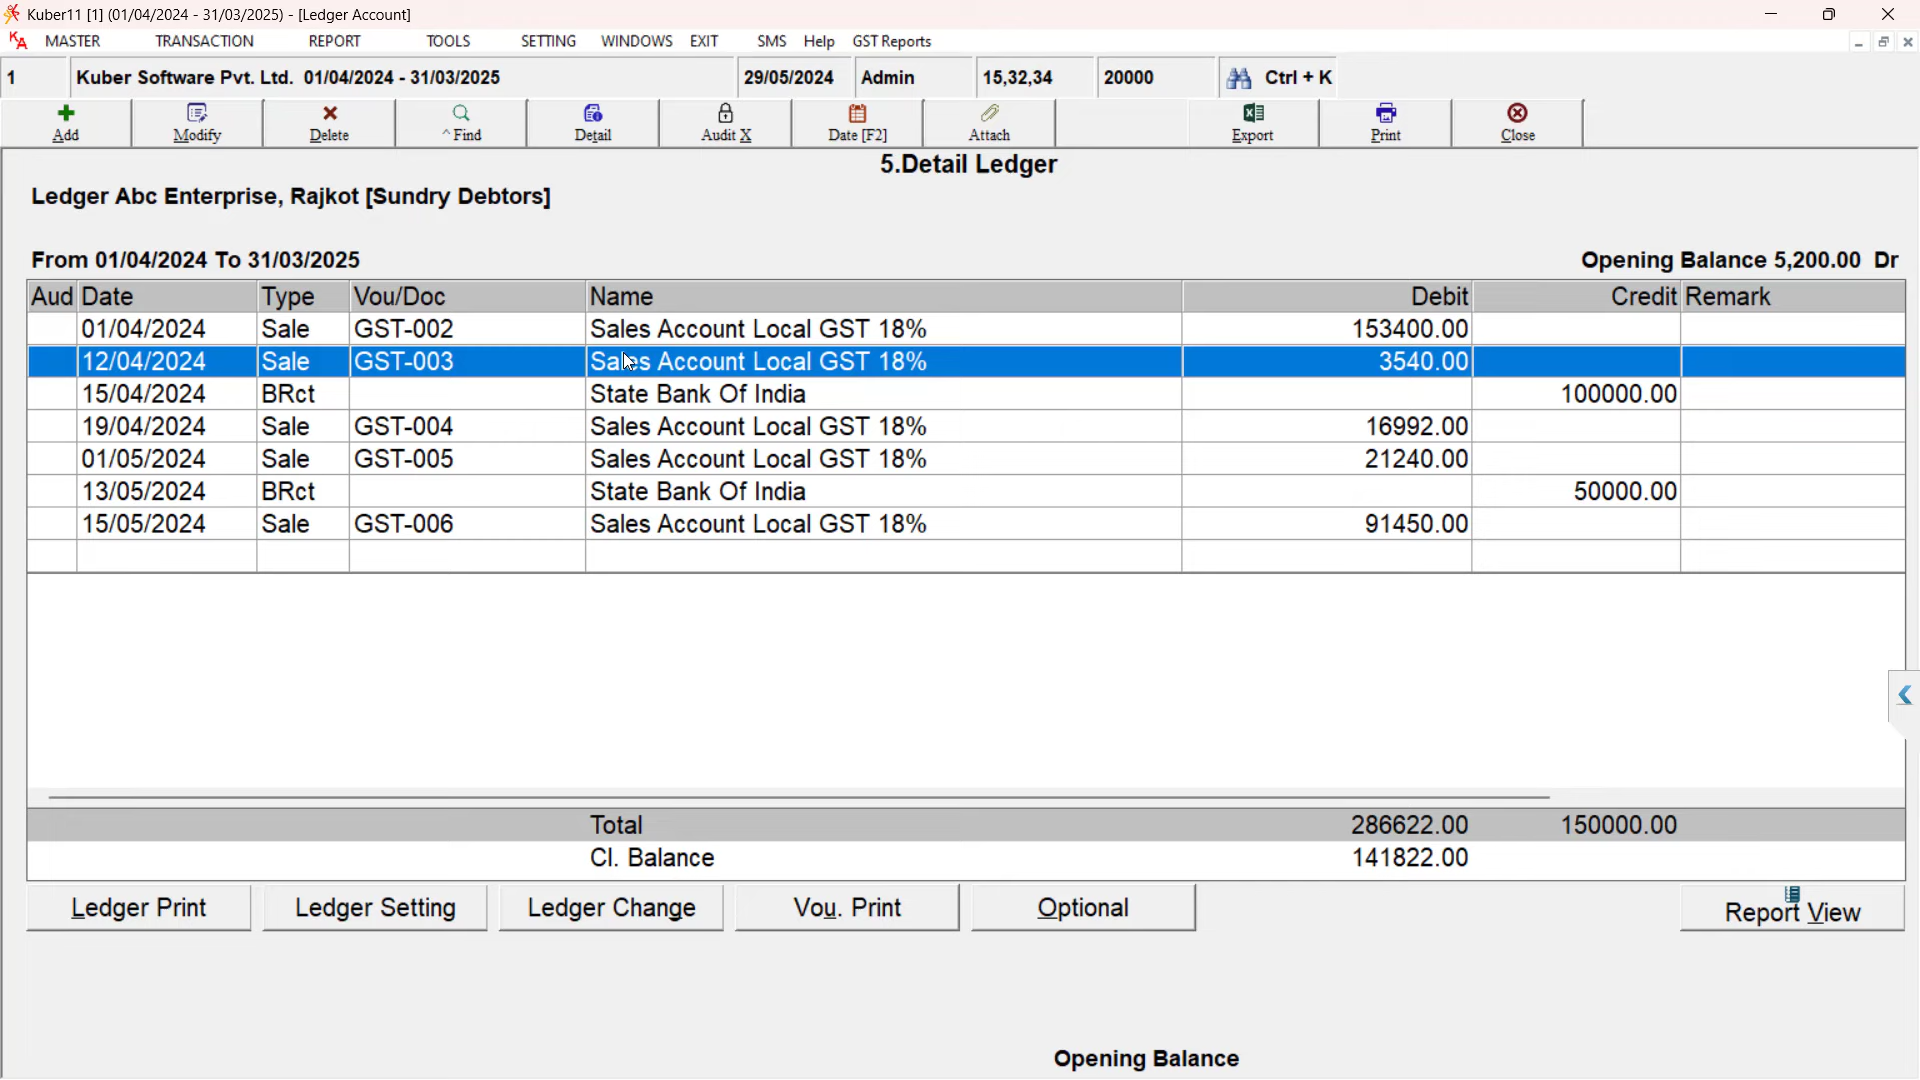 Kuber11 [1] (01/04/2024 - 31/03/2025) - [Ledger Account]
KA MASTER TRANSACTION REPORT TOOLS SETTING WINDOWS EXIT SMS Help GST Reports
1 Kuber Software Pvt. Ltd. 01/04/2024 - 31/03/2025 29/05/2024 Admin 15,32,34 20000 Ctrl + K
Add Modify Delete ^ Find Detail Audit X Date [F2] Attach Export Print Close
5.Detail Ledger
Ledger Abc Enterprise, Rajkot [Sundry Debtors]
From 01/04/2024 To 31/03/2025 Opening Balance 5,200.00 Dr
Aud Date Type Vou/Doc Name Debit Credit Remark
01/04/2024 Sale GST-002 Sales Account Local GST 18% 153400.00
12/04/2024 Sale GST-003 Sales Account Local GST 18% 3540.00
15/04/2024 BRct State Bank Of India 100000.00
19/04/2024 Sale GST-004 Sales Account Local GST 18% 16992.00
01/05/2024 Sale GST-005 Sales Account Local GST 18% 21240.00
13/05/2024 BRct State Bank Of India 50000.00
15/05/2024 Sale GST-006 Sales Account Local GST 18% 91450.00
Total 286622.00 150000.00
Cl. Balance 141822.00
Ledger Print Ledger Setting Ledger Change Vou. Print Optional Report View
Opening Balance